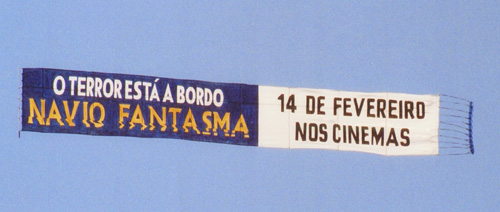 O TERROR ESTÁ A BORDO
NAVIO FANTASMA
14 DE FEVEREIRO
NOS CINEMAS